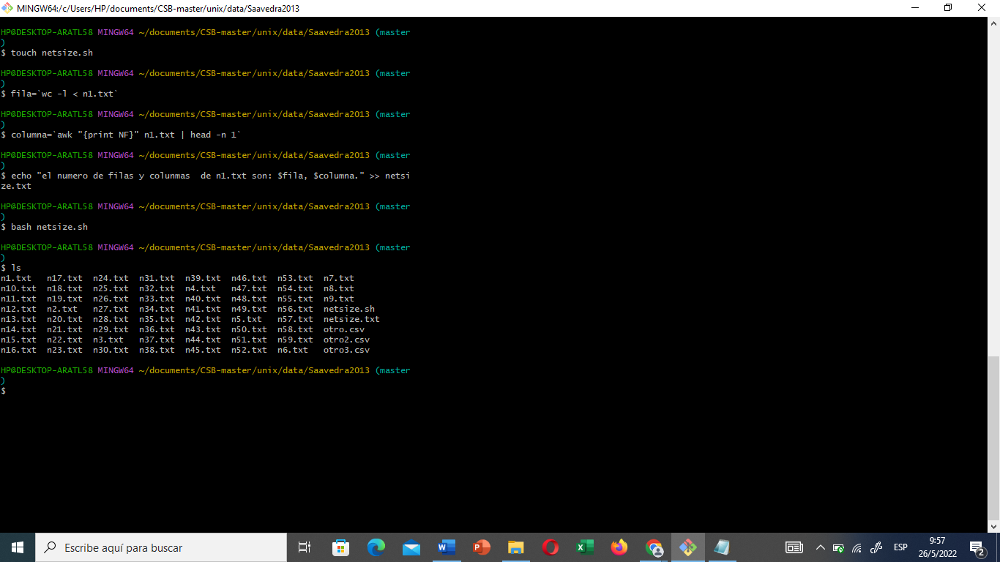 MINGW64:/c/Users/HP/documents/CSB-master/unix/data/Saavedra2013
HP@DESKTOP-ARATL58 MINGW64 ~/documents/CSB-master/unix/data/Saavedra2013 (master
)
$ touch netsize.sh
HP@DESKTOP-ARATL58 MINGW64 ~/documents/CSB-master/unix/data/Saavedra2013 (master
)
$ fila=`wc -l < n1.txt`
HP@DESKTOP-ARATL58 MINGW64 ~/documents/CSB-master/unix/data/Saavedra2013 (master
)
$ columna=`awk "{print NF}" n1.txt | head -n 1`
HP@DESKTOP-ARATL58 MINGW64 ~/documents/CSB-master/unix/data/Saavedra2013 (master
)
$ echo "el numero de filas y colunmas  de n1.txt son: $fila, $columna." >> netsi
ze.txt
HP@DESKTOP-ARATL58 MINGW64 ~/documents/CSB-master/unix/data/Saavedra2013 (master
)
$ bash netsize.sh
HP@DESKTOP-ARATL58 MINGW64 ~/documents/CSB-master/unix/data/Saavedra2013 (master
)
$ ls
n1.txt   n17.txt  n24.txt  n31.txt  n39.txt  n46.txt  n53.txt  n7.txt
n10.txt  n18.txt  n25.txt  n32.txt  n4.txt   n47.txt  n54.txt  n8.txt
n11.txt  n19.txt  n26.txt  n33.txt  n40.txt  n48.txt  n55.txt  n9.txt
n12.txt  n2.txt   n27.txt  n34.txt  n41.txt  n49.txt  n56.txt  netsize.sh
n13.txt  n20.txt  n28.txt  n35.txt  n42.txt  n5.txt   n57.txt  netsize.txt
n14.txt  n21.txt  n29.txt  n36.txt  n43.txt  n50.txt  n58.txt  otro.csv
n15.txt  n22.txt  n3.txt   n37.txt  n44.txt  n51.txt  n59.txt  otro2.csv
n16.txt  n23.txt  n30.txt  n38.txt  n45.txt  n52.txt  n6.txt   otro3.csv
HP@DESKTOP-ARATL58 MINGW64 ~/documents/CSB-master/unix/data/Saavedra2013 (master
)
$
Escribe aquí para buscar
ESP
9:57
26/5/2022
2